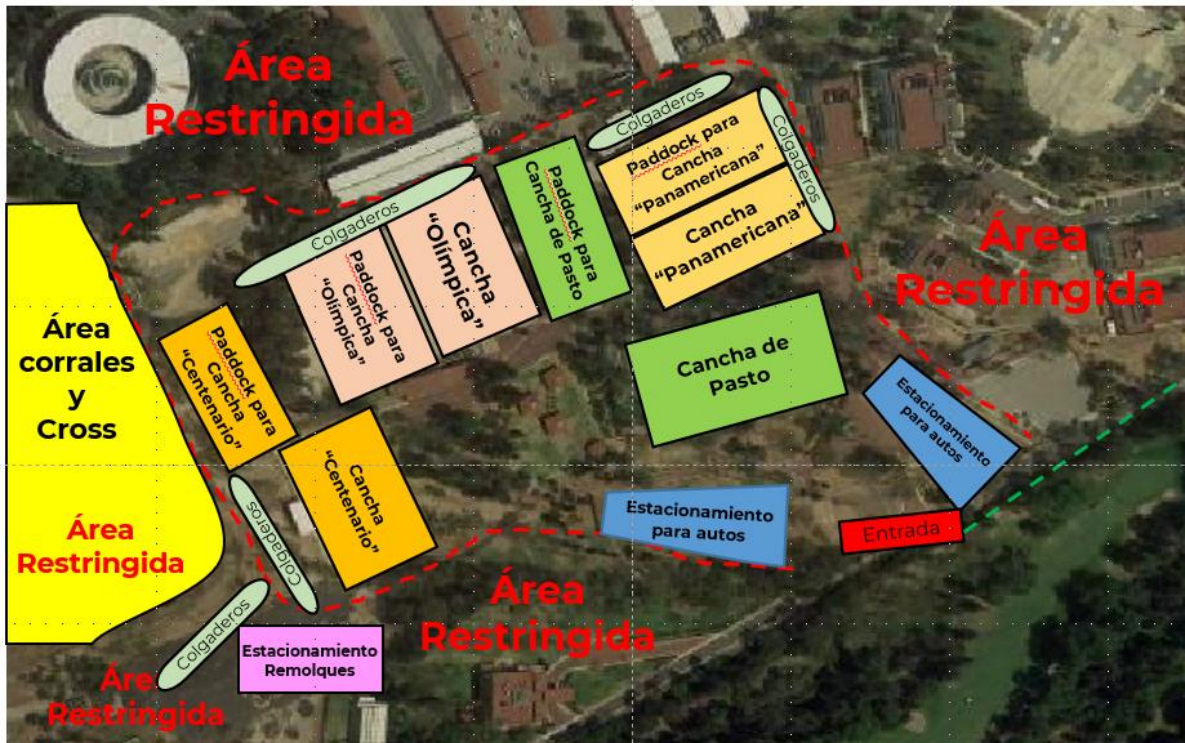 Área
Restringida
Colgaderos
Paddock para
Cancha
“Panamericana”
Colgaderos
Cancha
“Panamericana”
Paddock para
Cancha de Pasto
Colgaderos
Cancha
“Olímpica”
Paddock para
Cancha
“Olímpica”
Área
Restringida
Área
corrales
y
Cross
Paddock para
Cancha
“Centenario”
Cancha de
Pasto
Estacionamiento
para autos
Cancha
“Centenario”
Estacionamiento
para autos
Entrada
Área
Restringida
Colgaderos
Colgaderos
Área
Restringida
Estacionamiento
Remolques
Áre
Restringida